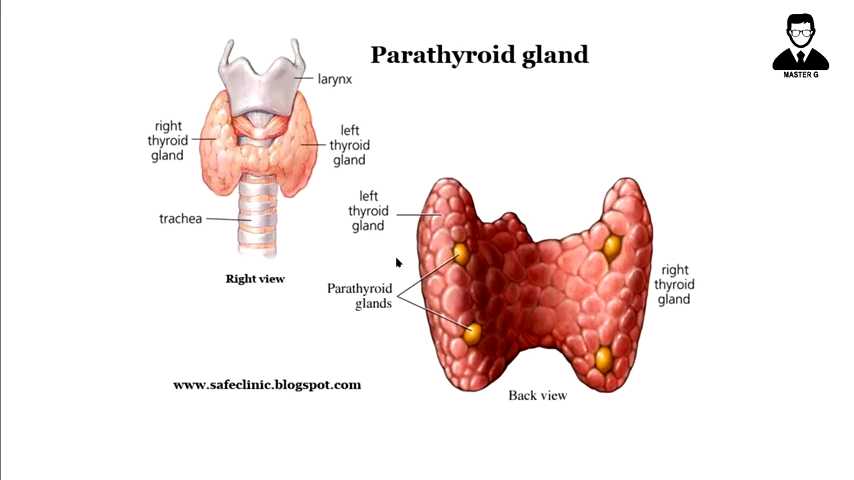 Parathyroid gland
MASTER G
larynx
right
thyroid
gland
left
thyroid
gland
trachea
Right view
left
thyroid
gland
Parathyroid
glands
right
thyroid
gland
www.safeclinic.blogspot.com
Back view